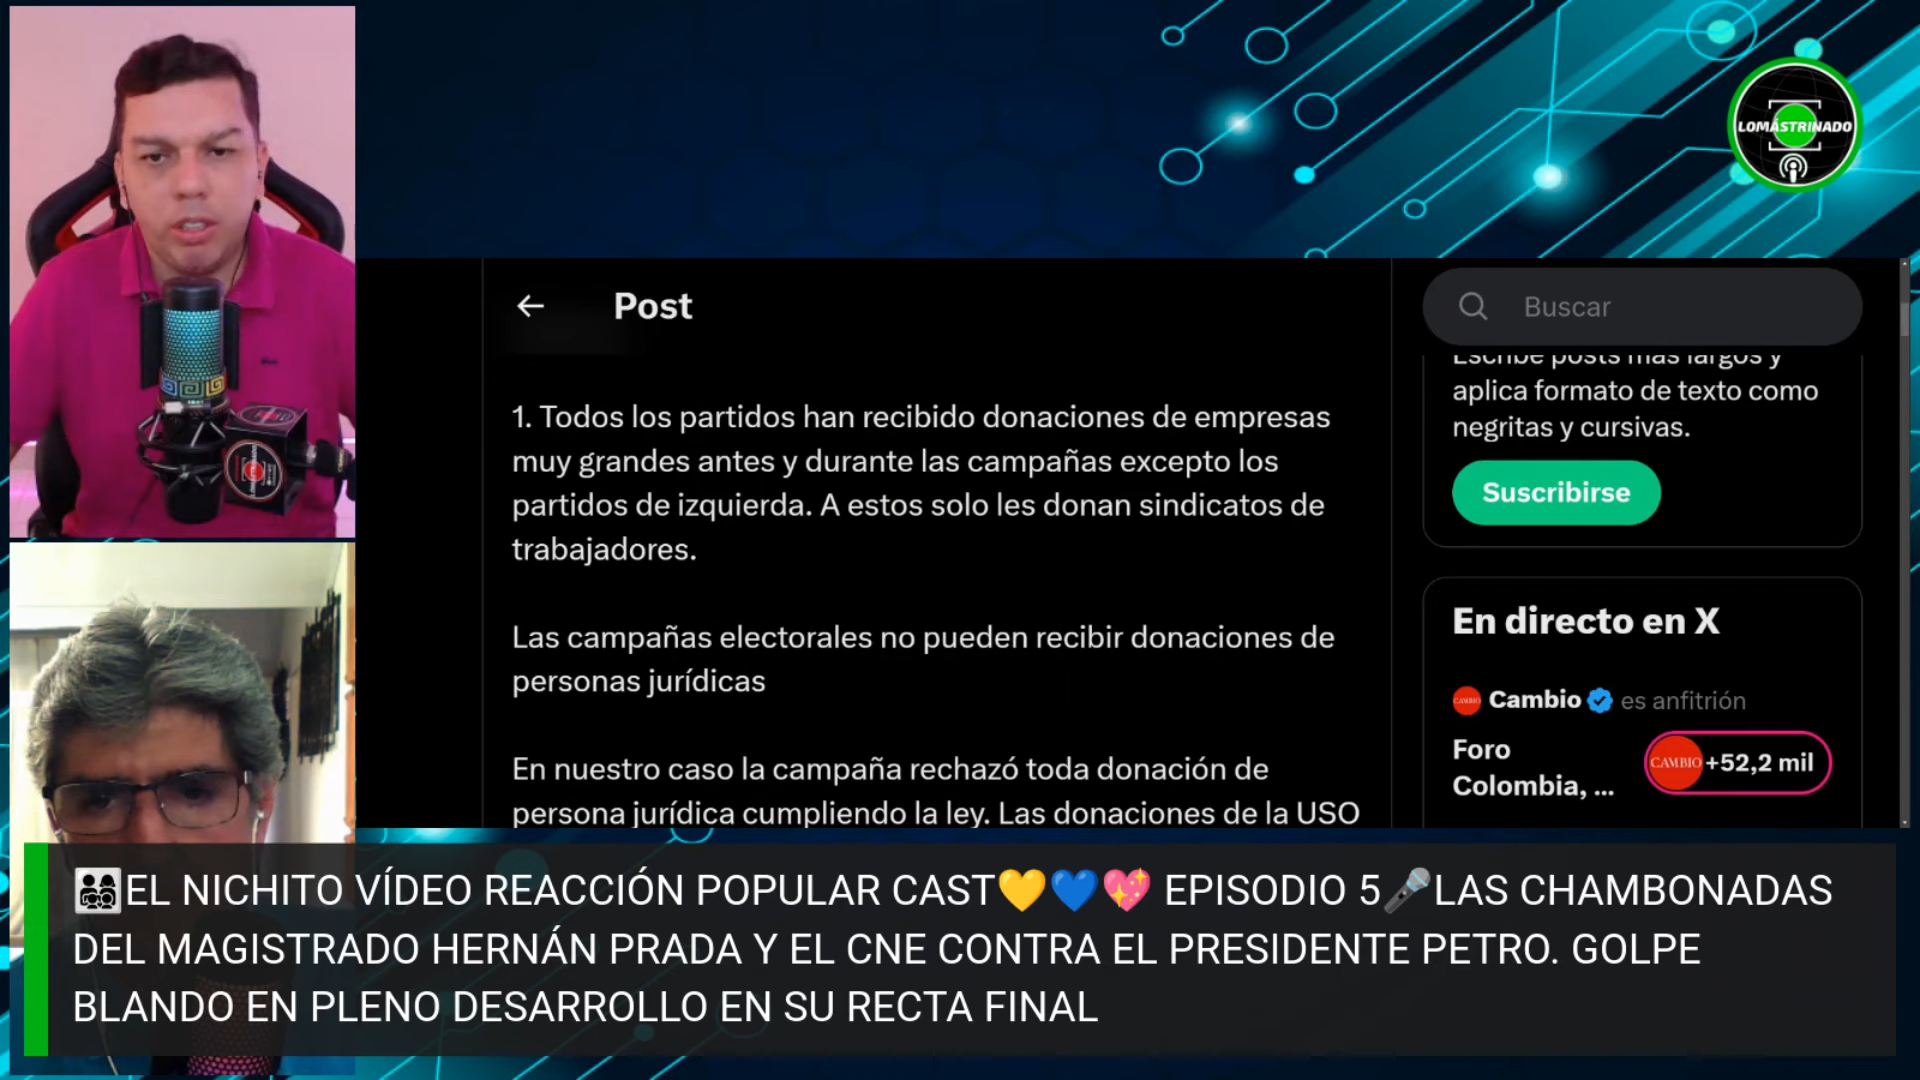 LOMÁSTRINADO
Post
Buscar
1. Todos los partidos han recibido donaciones de empresas
muy grandes antes y durante las campañas excepto los
partidos de izquierda. A estos solo les donan sindicatos de
trabajadores.
Las campañas electorales no pueden recibir donaciones de
personas jurídicas
En nuestro caso la campaña rechazó toda donación de
persona jurídica cumpliendo la ley. Las donaciones de la USO
Escribe posts más largos y
aplica formato de texto como
negritas y cursivas.
Suscribirse
En directo en X
Cambio es anfitrión
Foro
Colombia, ...
CAMBIO +52,2 mil
👨‍👩‍👧‍👦EL NICHITO VÍDEO REACCIÓN POPULAR CAST💛💙💖 EPISODIO 5🎤LAS CHAMBONADAS
DEL MAGISTRADO HERNÁN PRADA Y EL CNE CONTRA EL PRESIDENTE PETRO. GOLPE
BLANDO EN PLENO DESARROLLO EN SU RECTA FINAL